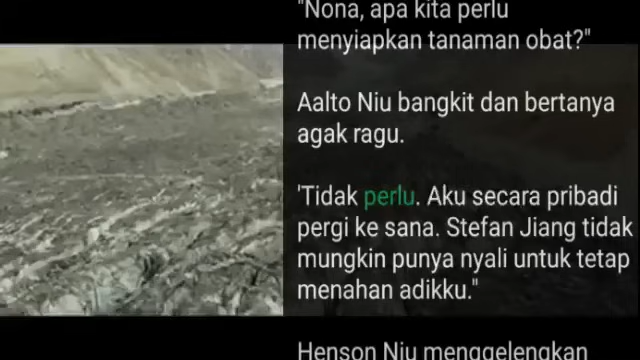 "Nona, apa kita perlu
menyiapkan tanaman obat?"
Aalto Niu bangkit dan bertanya
agak ragu.
'Tidak perlu. Aku secara pribadi
pergi ke sana. Stefan Jiang tidak
mungkin punya nyali untuk tetap
menahan adikku."
Henson Niu menggelengkan